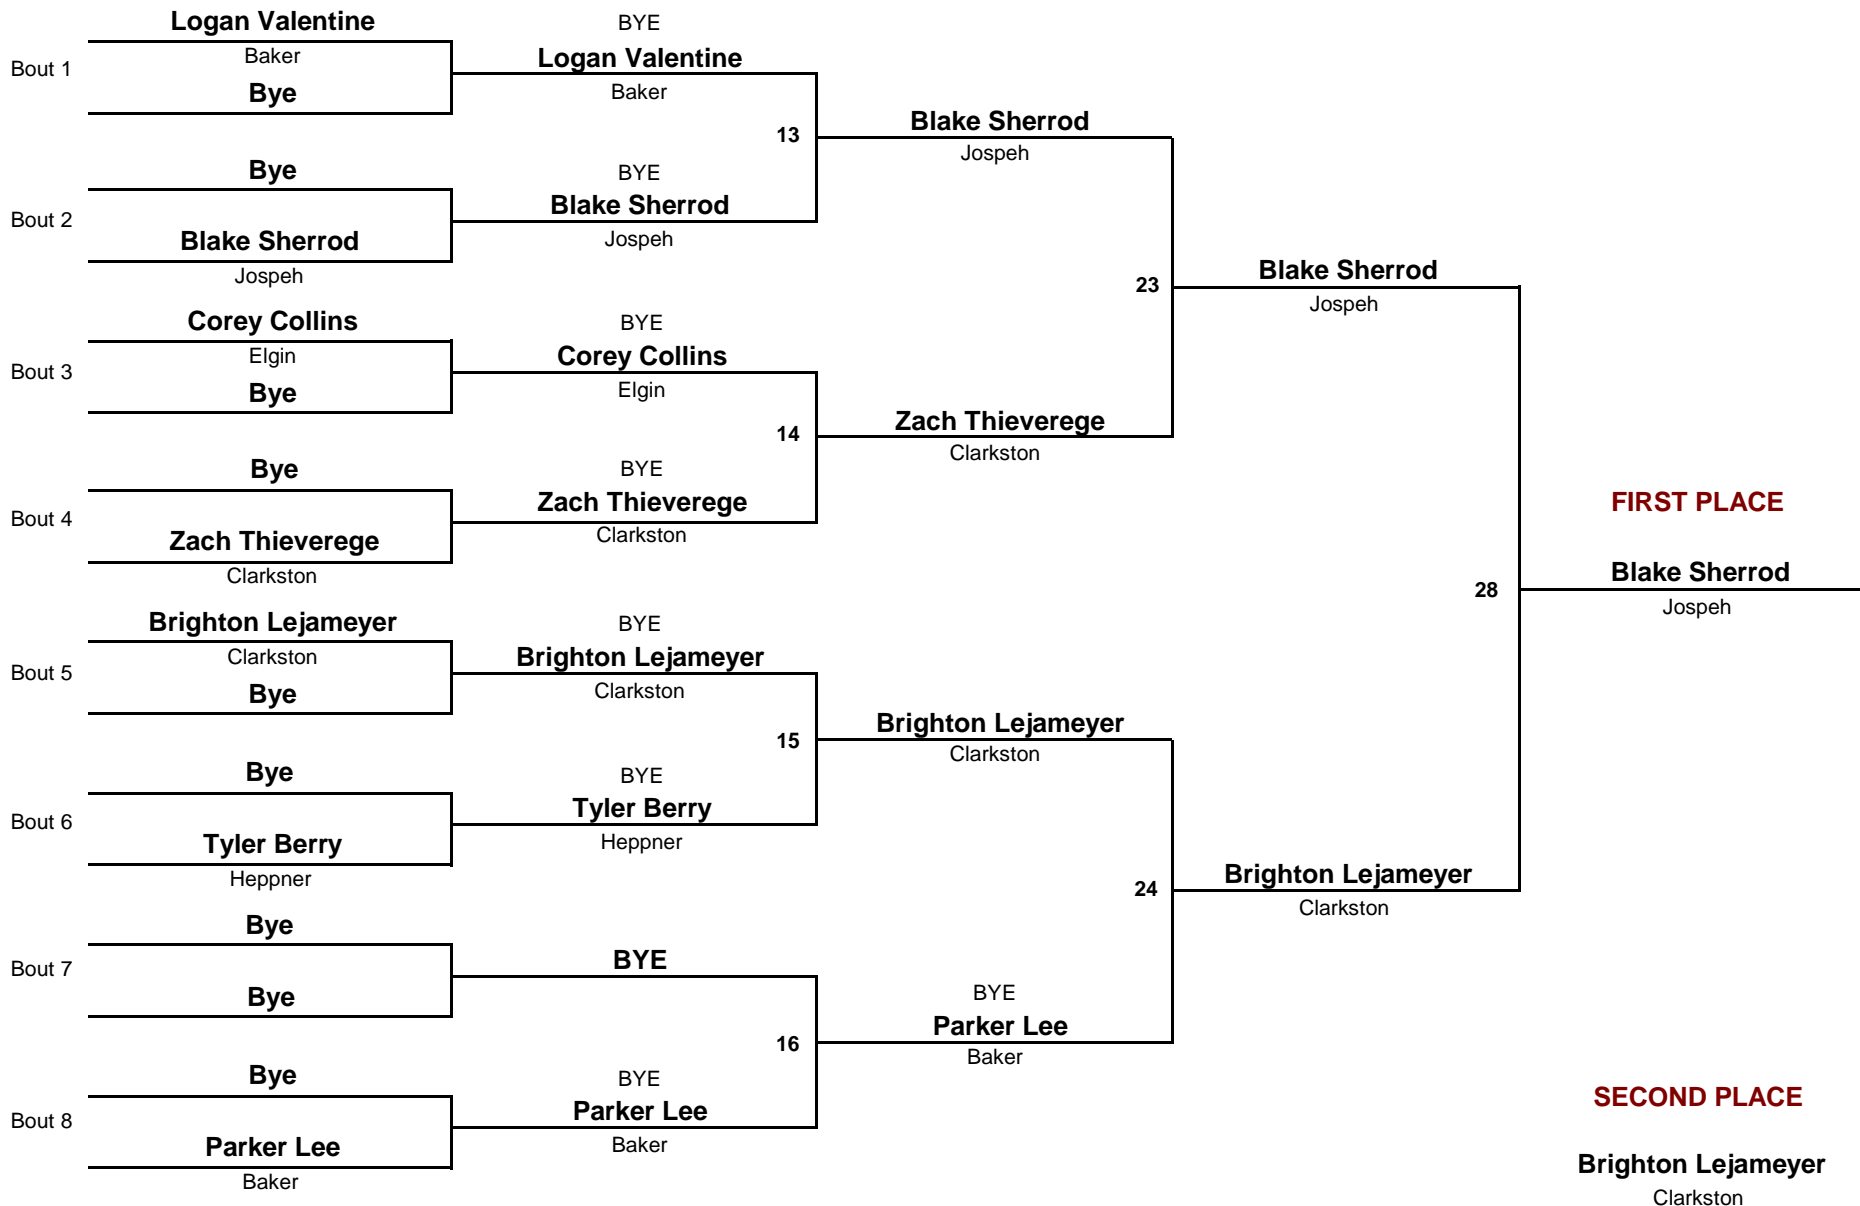 Logan Valentine
BYE
Bout 1
Baker
Logan Valentine
Bye
Baker
13
Blake Sherrod
Jospeh
Bye
BYE
Bout 2
Blake Sherrod
Blake Sherrod
Jospeh
Jospeh
23
Blake Sherrod
Jospeh
Corey Collins
BYE
Bout 3
Elgin
Corey Collins
Bye
Elgin
14
Zach Thieverege
Clarkston
Bye
BYE
Bout 4
Zach Thieverege
Zach Thieverege
Clarkston
Clarkston
FIRST PLACE
28
Blake Sherrod
Jospeh
Brighton Lejameyer
BYE
Bout 5
Clarkston
Brighton Lejameyer
Bye
Clarkston
15
Brighton Lejameyer
Clarkston
Bye
BYE
Bout 6
Tyler Berry
Tyler Berry
Heppner
Heppner
24
Brighton Lejameyer
Clarkston
Bye
Bout 7
BYE
Bye
16
BYE
Parker Lee
Baker
Bye
BYE
Bout 8
Parker Lee
Parker Lee
Baker
Baker
SECOND PLACE
Brighton Lejameyer
Clarkston